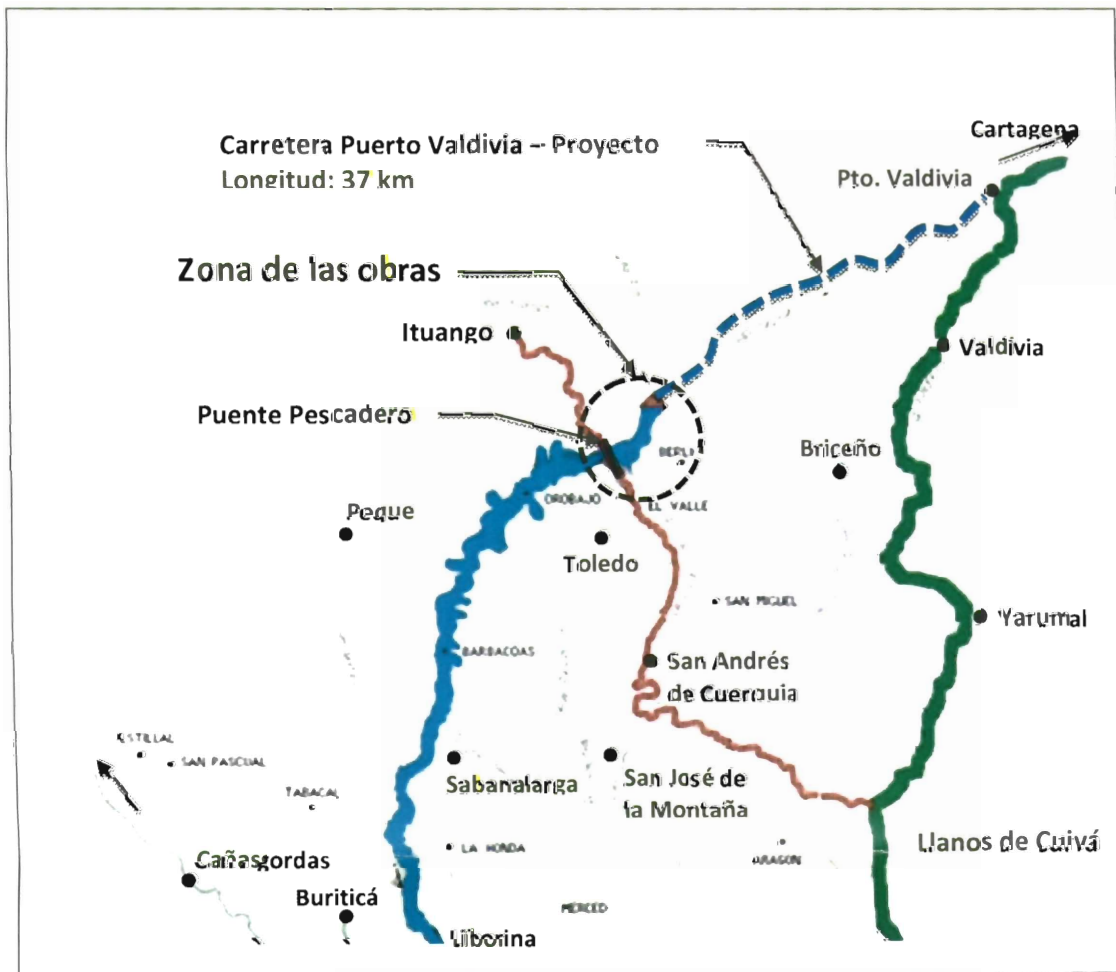 Cartagena
Carretera Puerto Valdivia – Proyecto
Longitud: 37 km
Pto. Valdivia
Zona de las obras
Ituango
Valdivia
Puente Pescadero
Briceño
OROBAJO
EL VALLE
Peque
Toledo
SAN MIGUEL
Yarumal
BARBACOAS
San Andrés
de Cuerquia
SAN PASCUAL
Sabanalarga
San José de
la Montaña
TABACAL
Llanos de Cuivá
LA HONDA
ARAGON
Cañasgordas
Buriticá
MERCED
Liborina